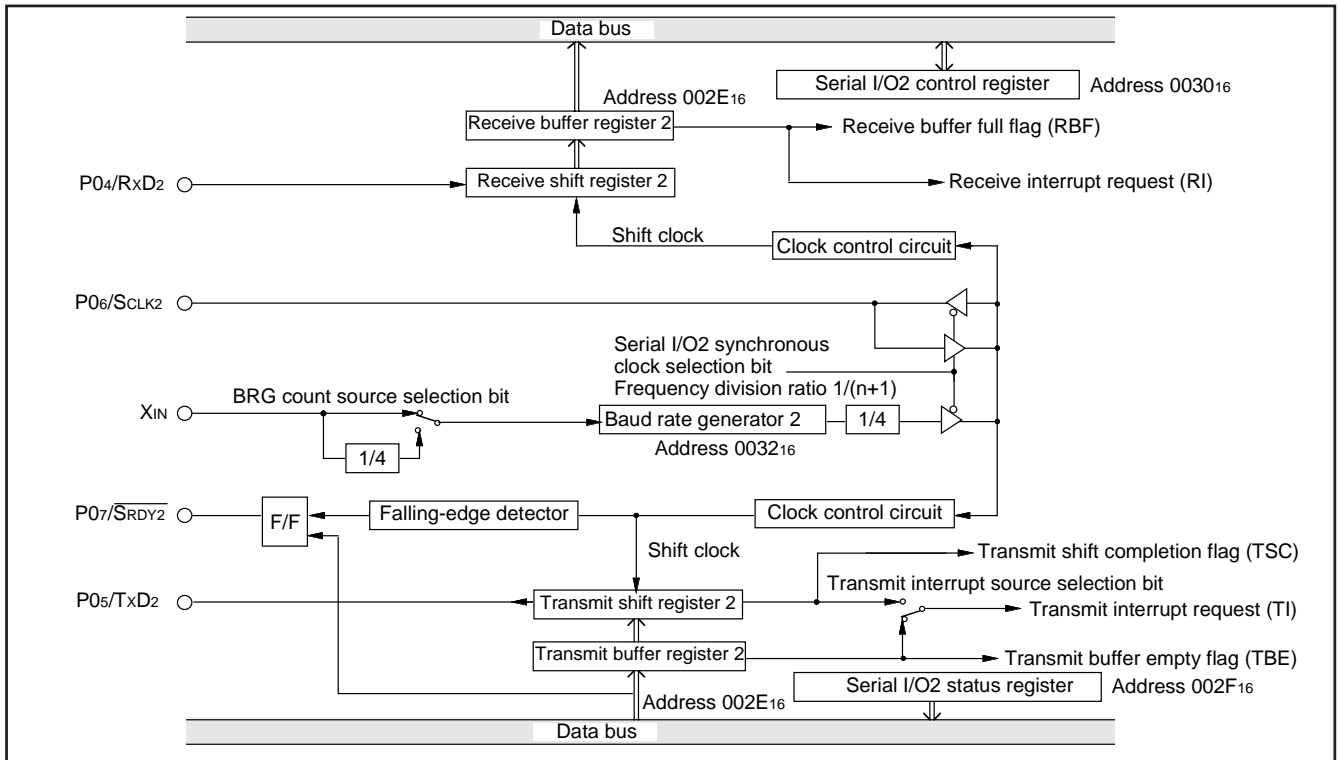 Data bus
Serial I/O2 control register Address 003016
Address 002E16
Receive buffer register 2 Receive buffer full flag (RBF)
P04/RxD2 Receive shift register 2 Receive interrupt request (RI)
Shift clock Clock control circuit
P06/SCLK2
Serial I/O2 synchronous
clock selection bit
Frequency division ratio 1/(n+1)
BRG count source selection bit
XIN Baud rate generator 2 1/4
Address 003216
1/4
P07/SRDY2 F/F Falling-edge detector Clock control circuit
Shift clock
Transmit shift completion flag (TSC)
Transmit interrupt source selection bit
P05/TxD2 Transmit shift register 2 Transmit interrupt request (TI)
Transmit buffer register 2 Transmit buffer empty flag (TBE)
Address 002E16 Serial I/O2 status register Address 002F16
Data bus